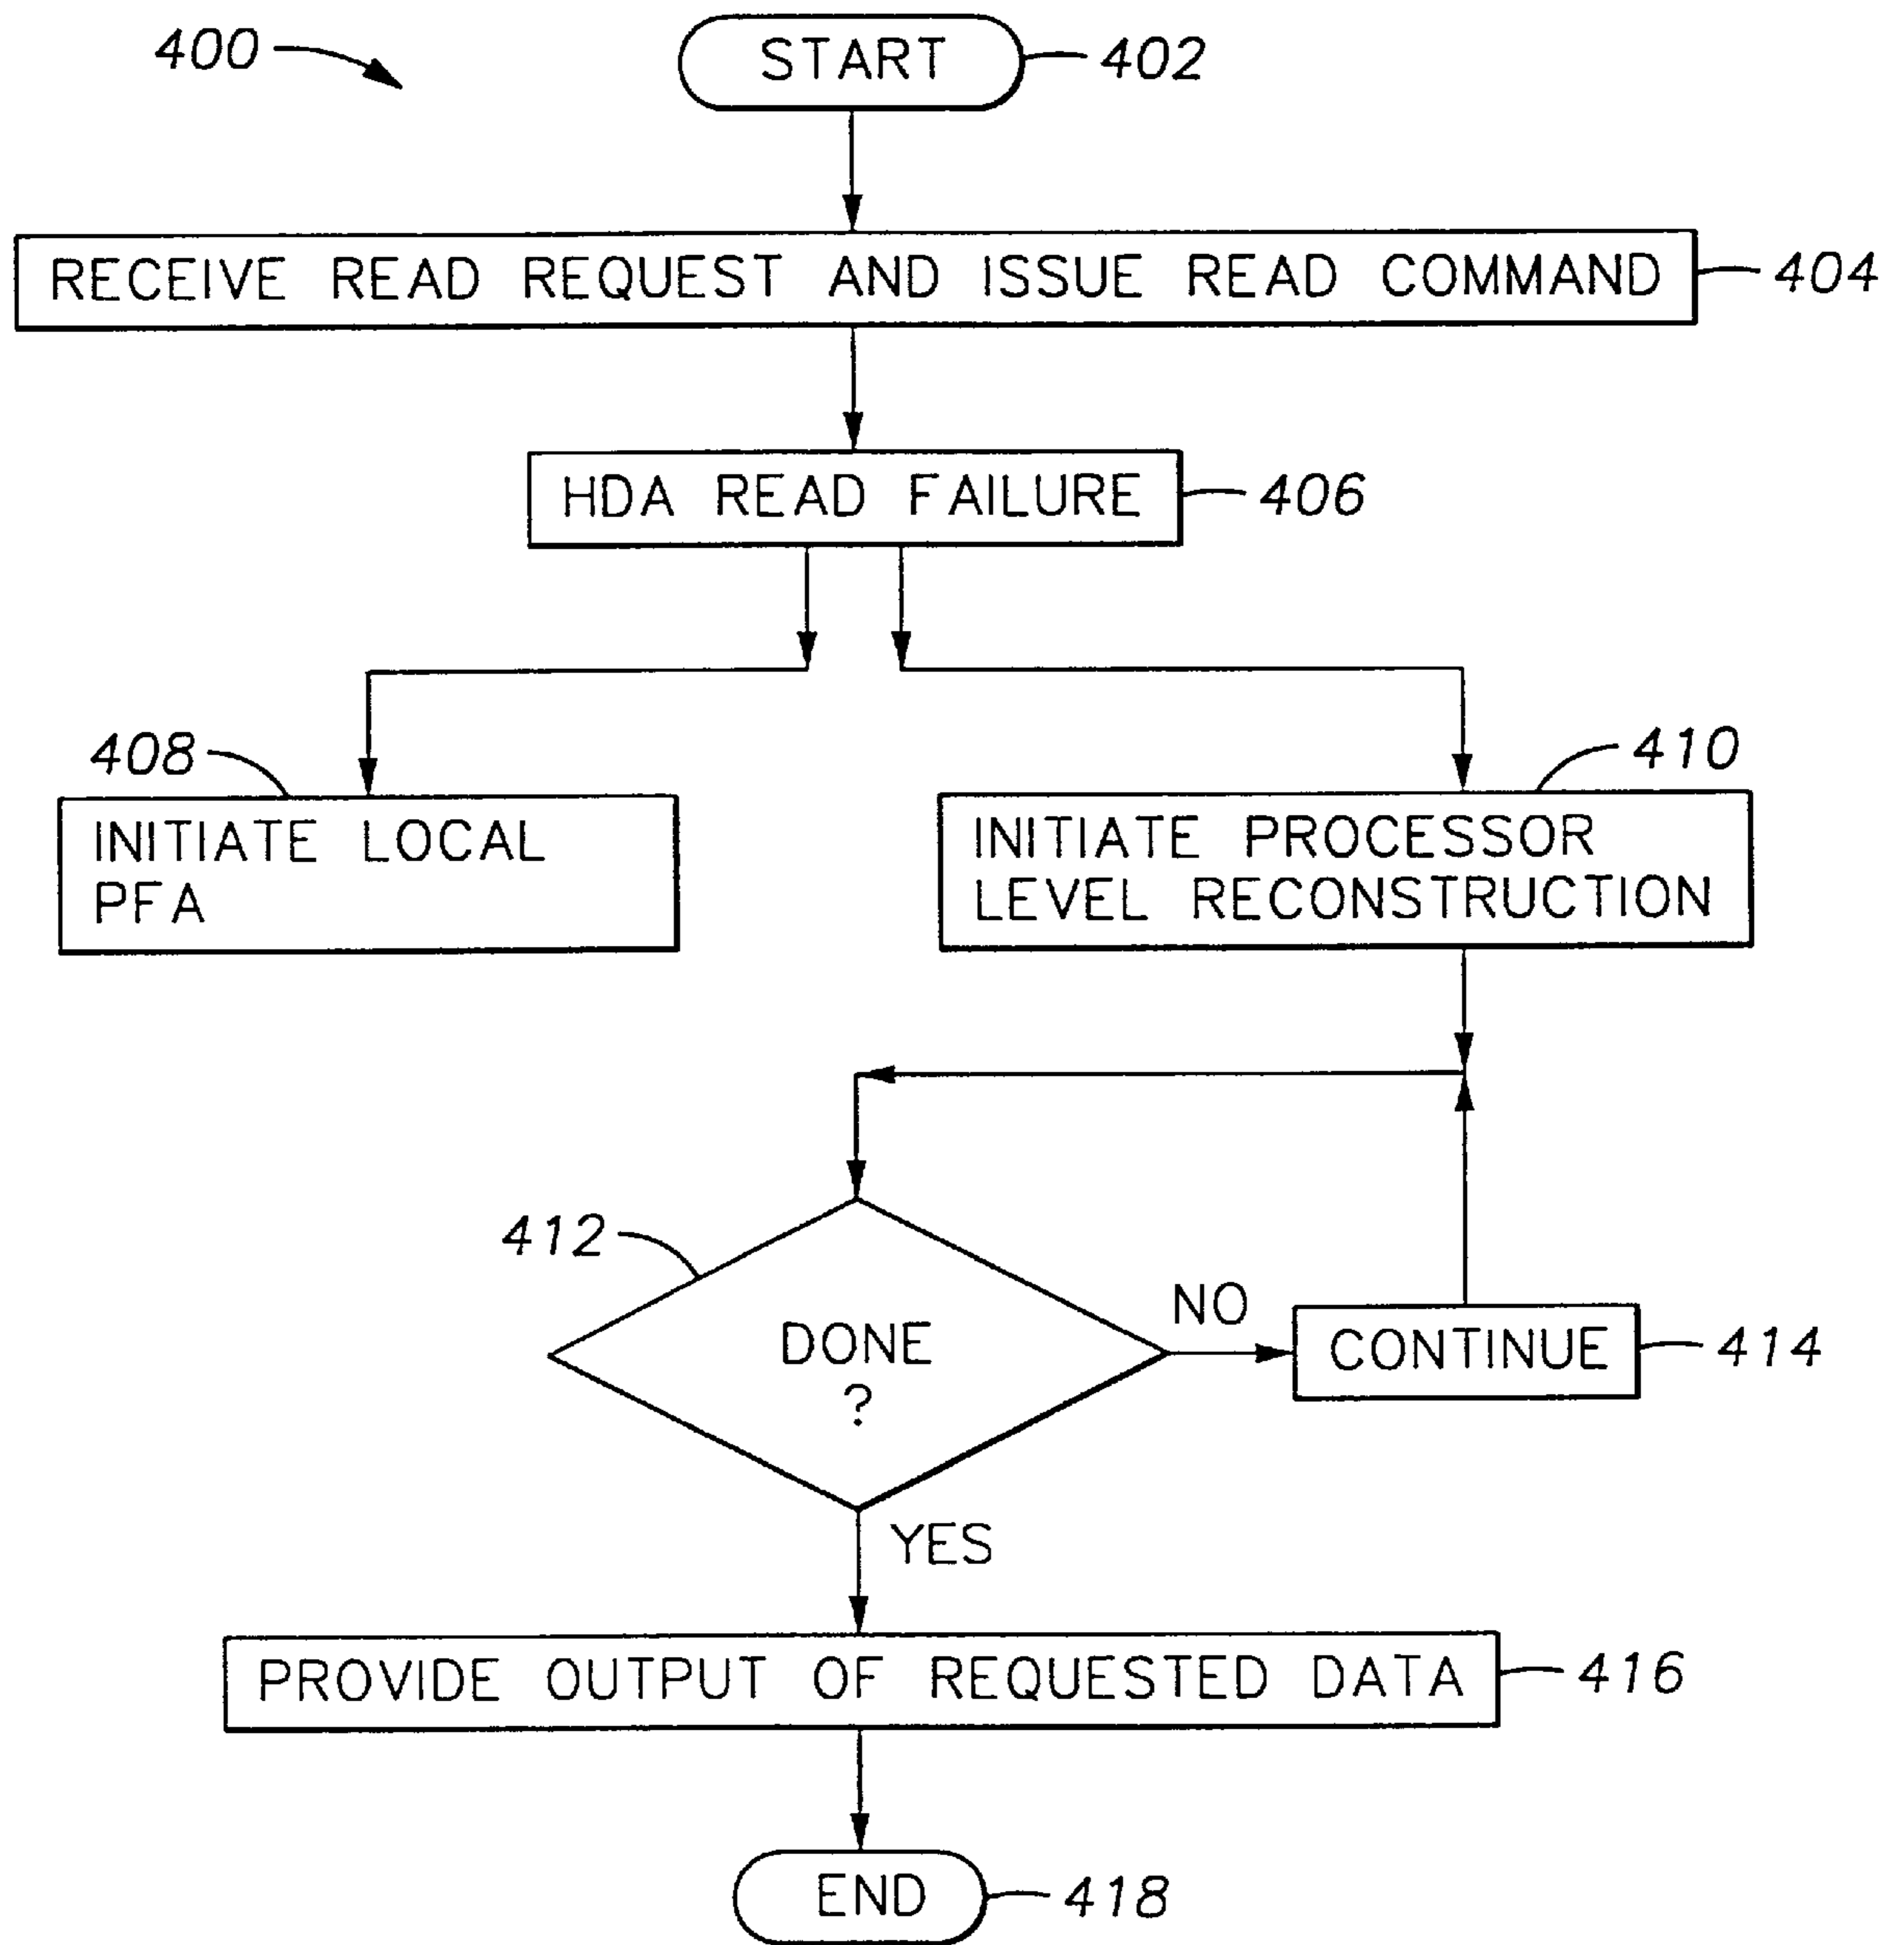 400
START
402
RECEIVE READ REQUEST AND ISSUE READ COMMAND
404
HDA READ FAILURE
406
408
INITIATE LOCAL
PFA
410
INITIATE PROCESSOR
LEVEL RECONSTRUCTION
412
DONE
?
NO
CONTINUE
414
YES
PROVIDE OUTPUT OF REQUESTED DATA
416
END
418